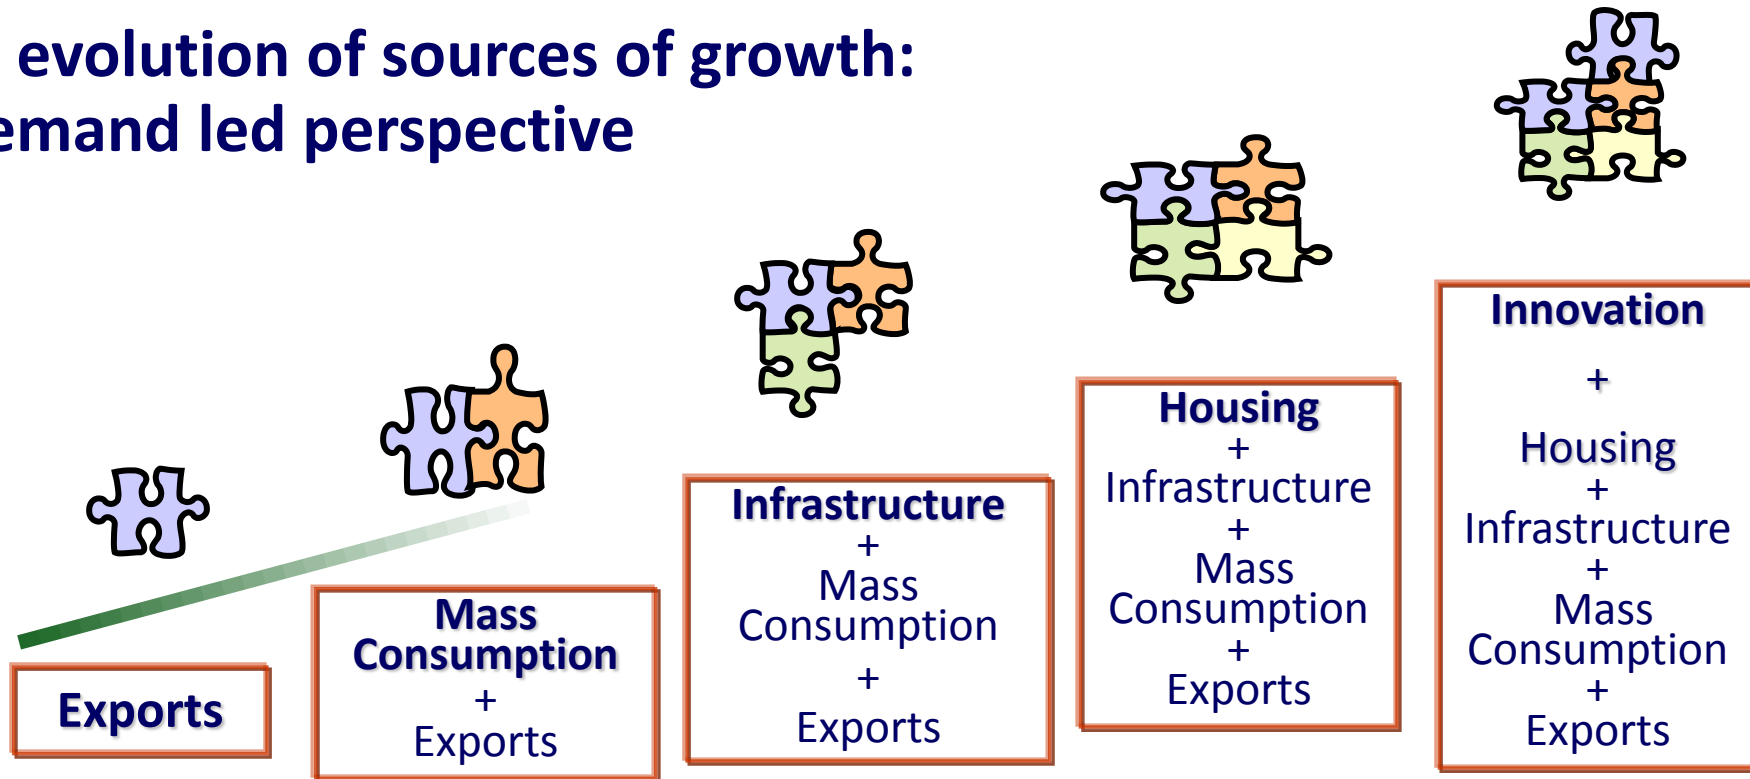 evolution of sources of growth:
emand led perspective
Exports
Mass
Consumption
+
Exports
Infrastructure
+
Mass
Consumption
+
Exports
Housing
+
Infrastructure
+
Mass
Consumption
+
Exports
Innovation
+
Housing
+
Infrastructure
+
Mass
Consumption
+
Exports